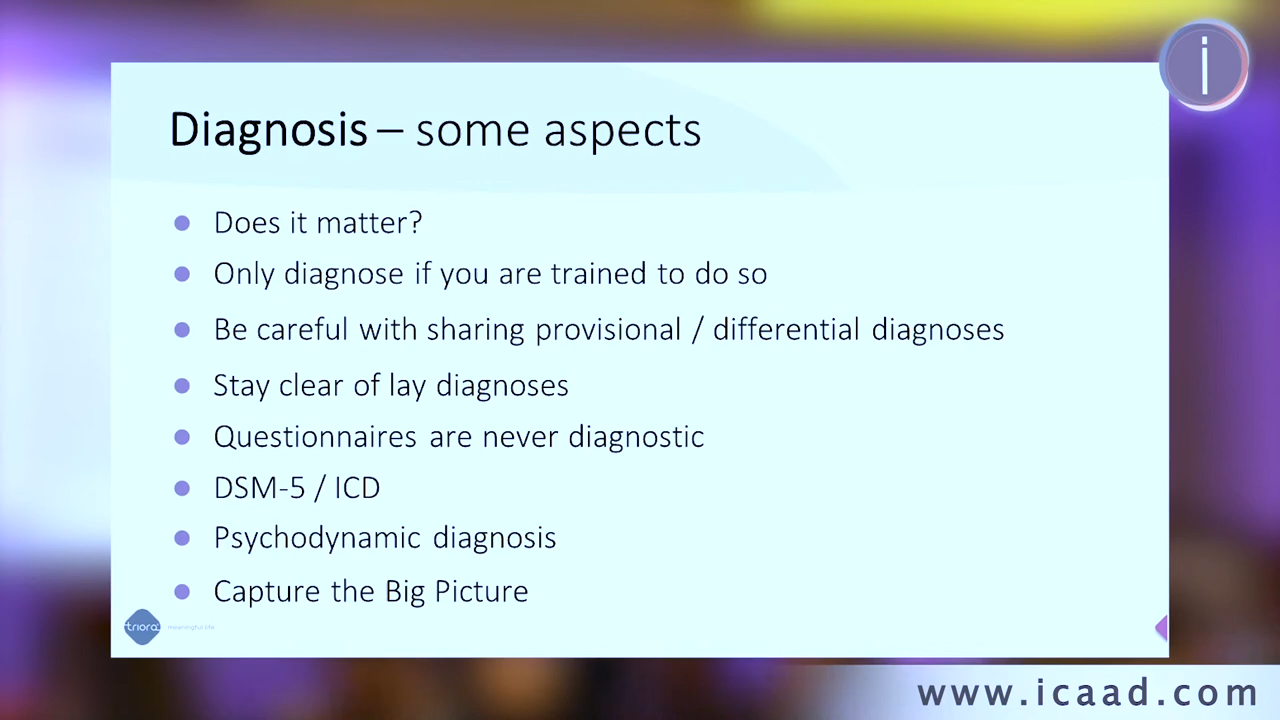 i
Diagnosis – some aspects
Does it matter?
Only diagnose if you are trained to do so
Be careful with sharing provisional / differential diagnoses
Stay clear of lay diagnoses
Questionnaires are never diagnostic
DSM-5 / ICD
Psychodynamic diagnosis
Capture the Big Picture
triora
meaningful life
www.icaad.com